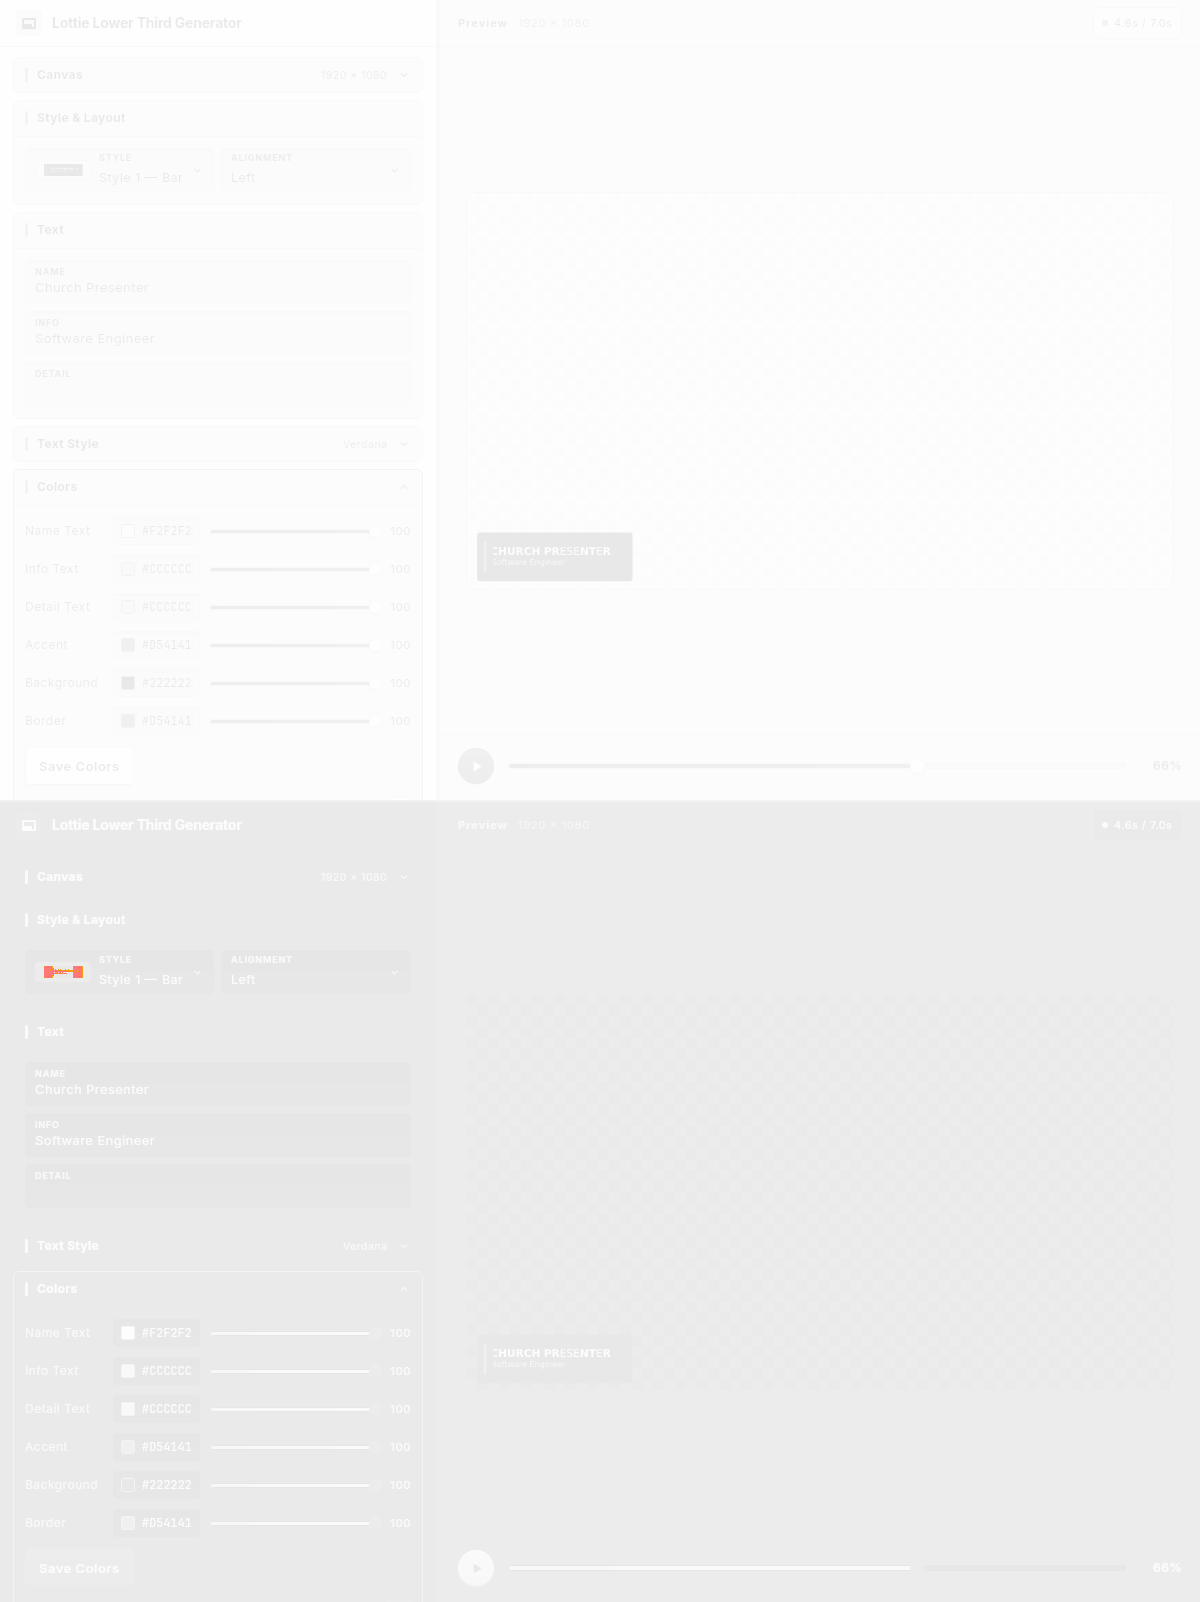 Lottie Lower Third Generator
Canvas 1920 × 1080
Style & Layout
STYLE
Style 1 — Bar
ALIGNMENT
Left
Text
NAME
Church Presenter
INFO
Software Engineer
DETAIL
Text Style Verdana
Colors
Name Text #F2F2F2 100
Info Text #CCCCCC 100
Detail Text #CCCCCC 100
Accent #D54141 100
Background #222222 100
Border #D54141 100
Save Colors
Preview 1920 × 1080 4.6s / 7.0s
CHURCH PRESENTER
Software Engineer
66%
Lottie Lower Third Generator
Canvas 1920 × 1080
Style & Layout
STYLE
Style 1 — Bar
ALIGNMENT
Left
Text
NAME
Church Presenter
INFO
Software Engineer
DETAIL
Text Style Verdana
Colors
Name Text #F2F2F2 100
Info Text #CCCCCC 100
Detail Text #CCCCCC 100
Accent #D54141 100
Background #222222 100
Border #D54141 100
Save Colors
Preview 1920 × 1080 4.6s / 7.0s
CHURCH PRESENTER
Software Engineer
66%